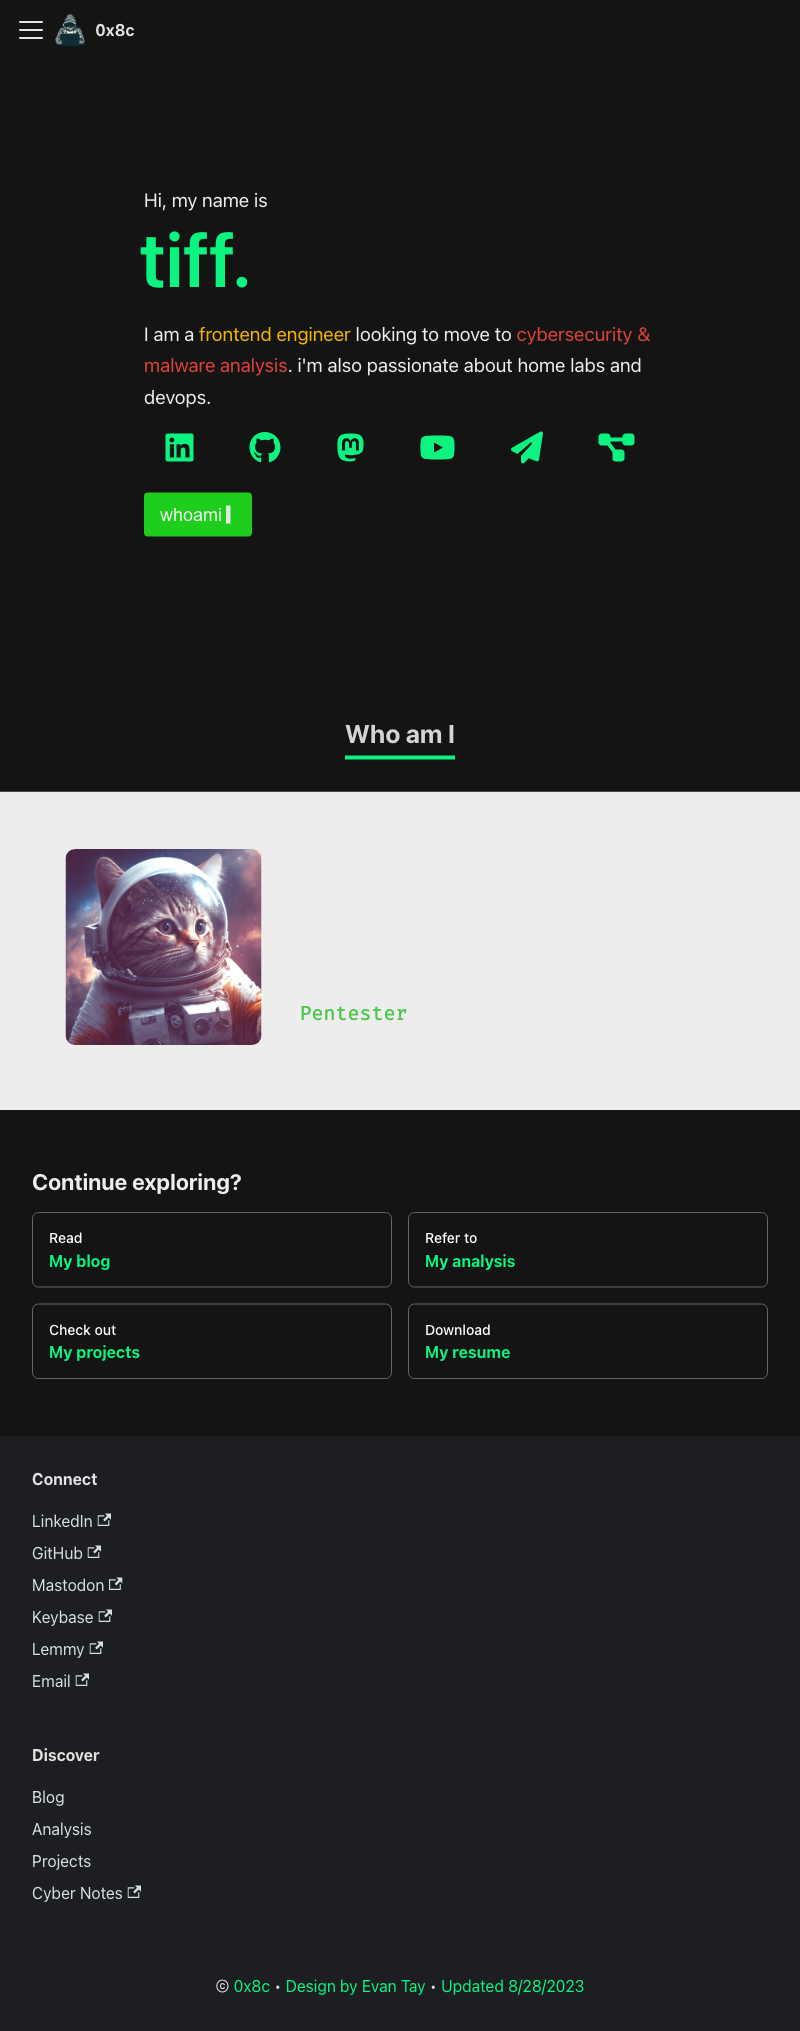 0x8c
Hi, my name is
tiff.
I am a frontend engineer looking to move to cybersecurity &
malware analysis. i'm also passionate about home labs and
devops.
whoami
Who am I
Pentester
Continue exploring?
Read
My blog
Refer to
My analysis
Check out
My projects
Download
My resume
Connect
LinkedIn
GitHub
Mastodon
Keybase
Lemmy
Email
Discover
Blog
Analysis
Projects
Cyber Notes
© 0x8c • Design by Evan Tay • Updated 8/28/2023